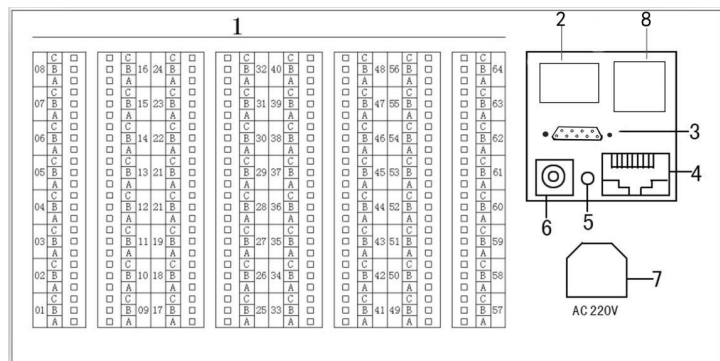 1
2
8
C C C C C C C C
08 B B 16 24 B B 32 40 B B 48 56 B B 64
A A A A A A A A
C C C C C C C C
07 B B 15 23 B B 31 39 B B 47 55 B B 63
A A A A A A A A
C C C C C C C C
06 B B 14 22 B B 30 38 B B 46 54 B B 62
A A A A A A A A
C C C C C C C C
05 B B 13 21 B B 29 37 B B 45 53 B B 61
A A A A A A A A
C C C C C C C C
04 B B 12 21 B B 28 36 B B 44 52 B B 60
A A A A A A A A
C C C C C C C C
03 B B 11 19 B B 27 35 B B 43 51 B B 59
A A A A A A A A
C C C C C C C C
02 B B 10 18 B B 26 34 B B 42 50 B B 58
A A A A A A A A
C C C C C C C C
01 B B 09 17 B B 25 33 B B 41 49 B B 57
A A A A A A A A
3
4
6
5
7
AC 220V